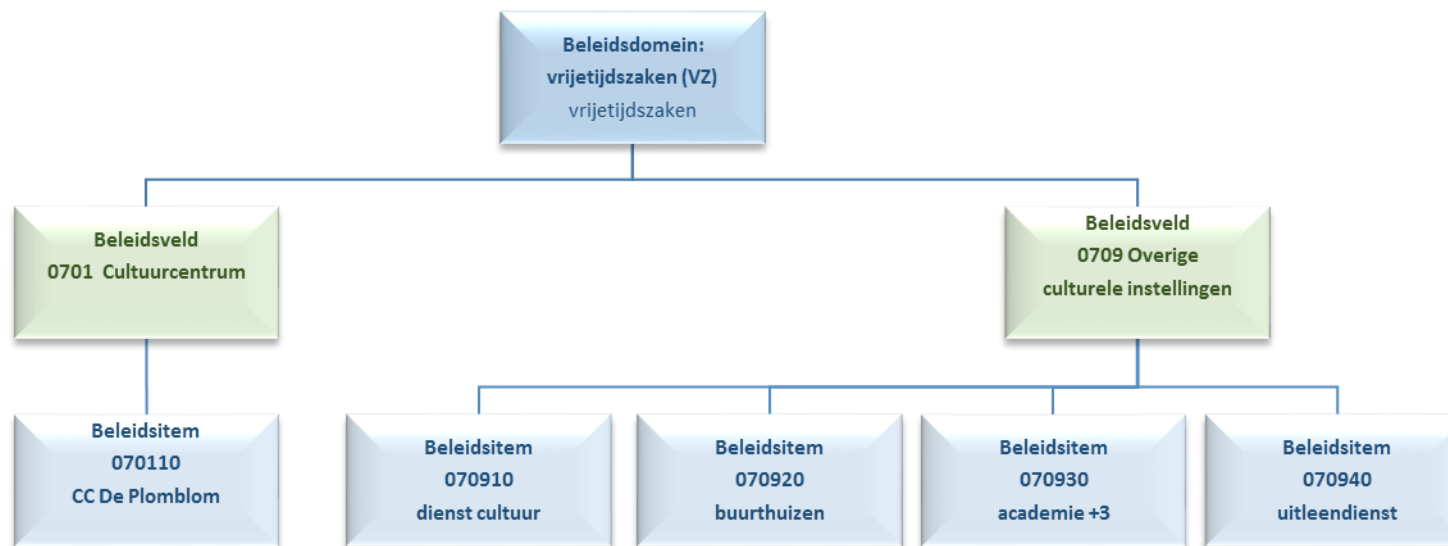 Beleidsdomein:
vrijetijdszaken (VZ)
vrijetijdszaken
Beleidsveld
0701 Cultuurcentrum
Beleidsveld
0709 Overige
culturele instellingen
Beleidsitem
070110
CC De Plomblom
Beleidsitem
070910
dienst cultuur
Beleidsitem
070920
buurthuizen
Beleidsitem
070930
academie +3
Beleidsitem
070940
uitleendienst